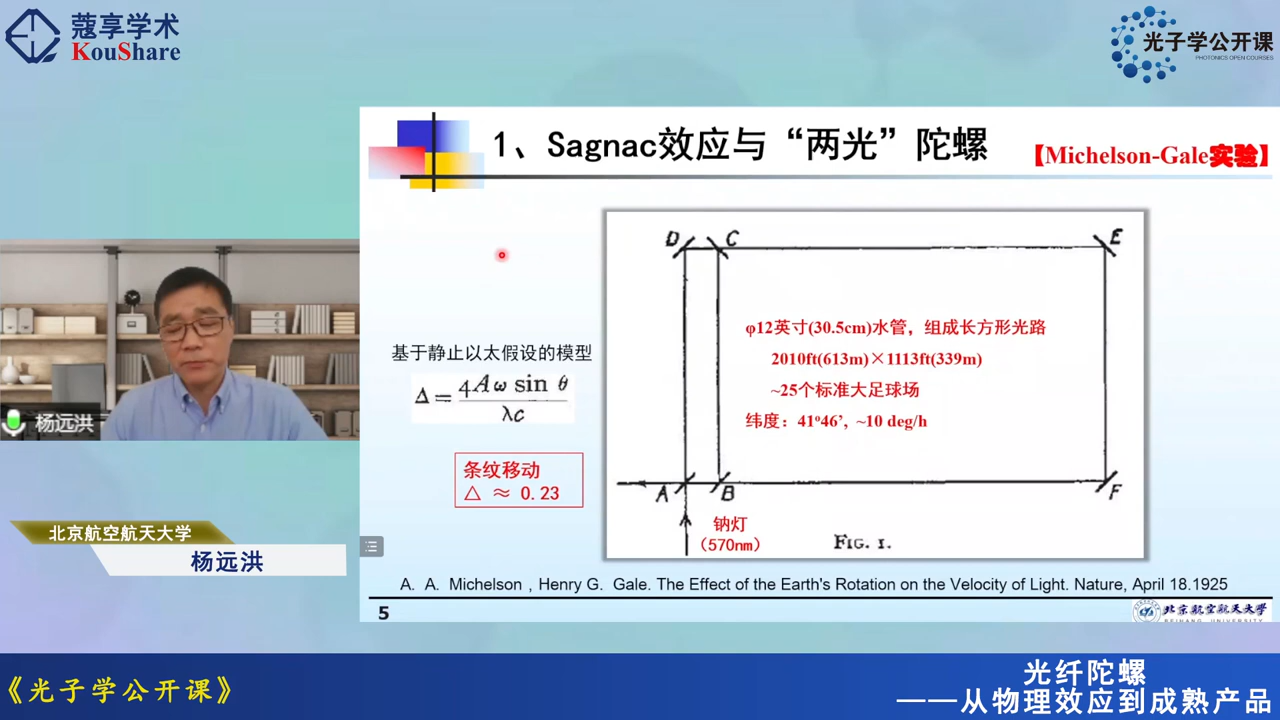 蔻享学术
KouShare
光子学公开课
PHOTONICS OPEN COURSES
1、Sagnac效应与“两光”陀螺
【Michelson-Gale实验】
D C E
φ12英寸(30.5cm)水管，组成长方形光路
2010ft(613m)×1113ft(339m)
~25个标准大足球场
纬度：41º46’, ~10 deg/h
基于静止以太假设的模型
Δ = 4Aω sin θ / λc
条纹移动
△ ≈ 0.23
A B F
钠灯
（570nm）
FIG. 1.
杨远洪
北京航空航天大学
杨远洪
A. A. Michelson , Henry G. Gale. The Effect of the Earth's Rotation on the Velocity of Light. Nature, April 18.1925
5
北京航空航天大学
BEIHANG UNIVERSITY
《光子学公开课》
光纤陀螺
——从物理效应到成熟产品